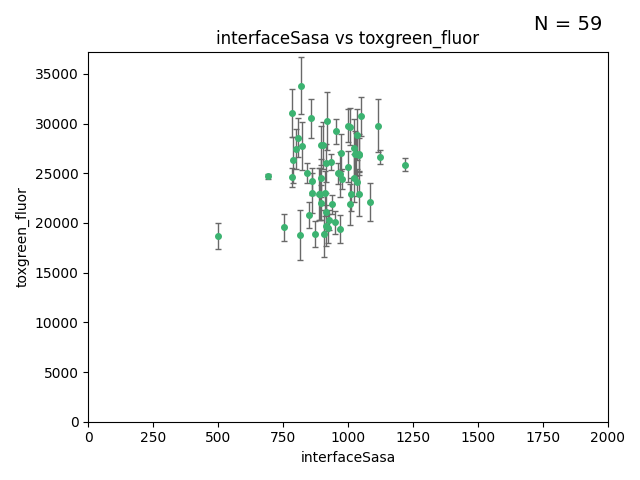 N = 59
interfaceSasa vs toxgreen_fluor
35000
30000
25000
20000
15000
10000
5000
0
toxgreen_fluor
0 250 500 750 1000 1250 1500 1750 2000
interfaceSasa